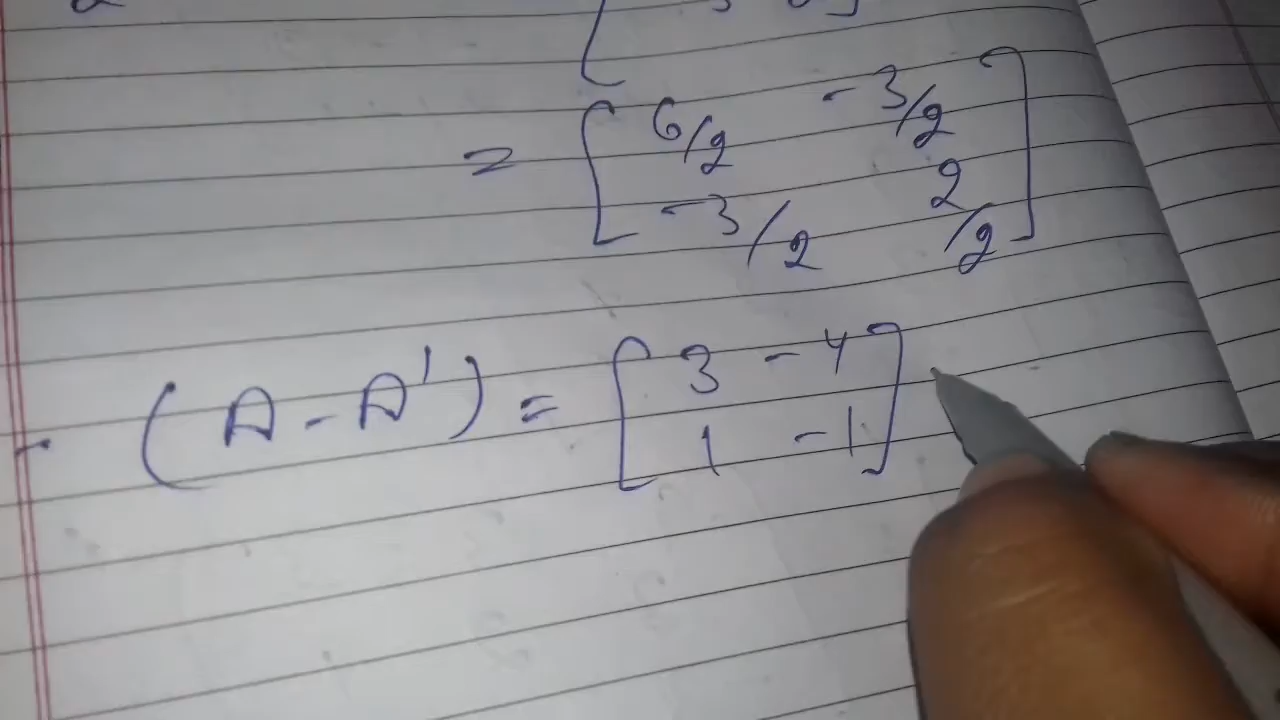 = [ 6/2 -3/2
-3/2 2/2 ]
(A - A') = [ 3 -4
1 -1 ]